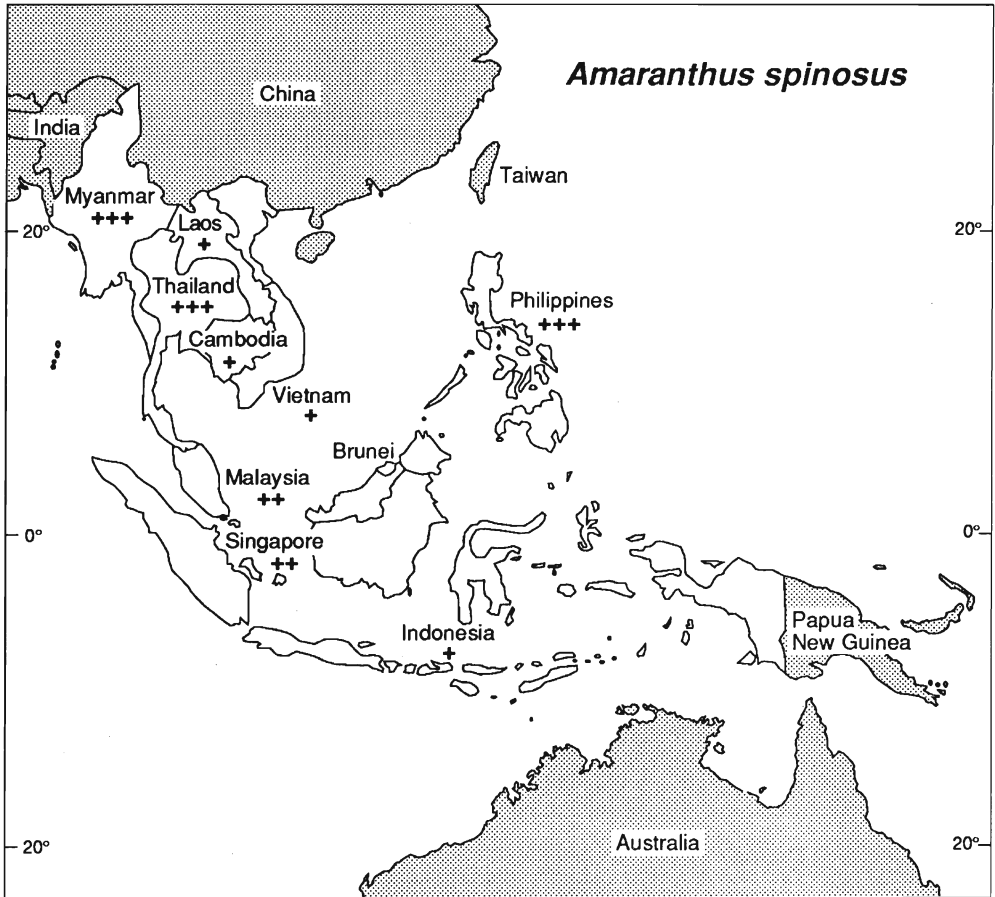 Amaranthus spinosus
China
India
Taiwan
Myanmar
+++
Laos
+
20°
20°
Thailand
+++
Philippines
+++
Cambodia
+
Vietnam
+
Brunei
Malaysia
++
0°
0°
Singapore
++
Indonesia
+
Papua
New Guinea
Australia
20°
20°